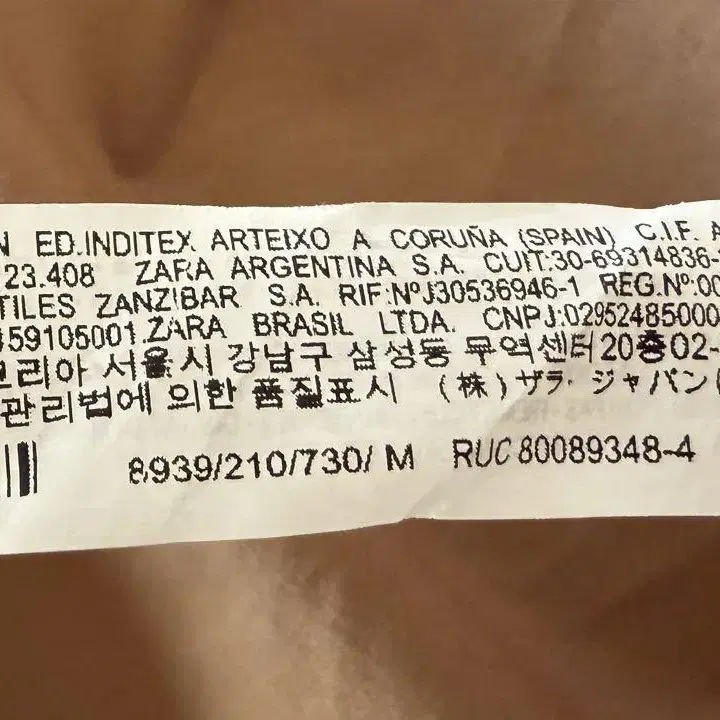 N ED.INDITEX. ARTEIXO A CORUÑA (SPAIN) C.I.F. A
23.408 ZARA ARGENTINA S.A. CUIT:30-69314836-
TILES ZANZIBAR S.A. RIF:NºJ30536946-1 REG.Nº:00
59105001.ZARA BRASIL LTDA. CNPJ:02952485000
코리아 서울시 강남구 삼성동 무역센터20층02-
관리법에 의한 품질표시 (株)ザラ・ジャパン(
8939/210/730/ M RUC 80089348-4